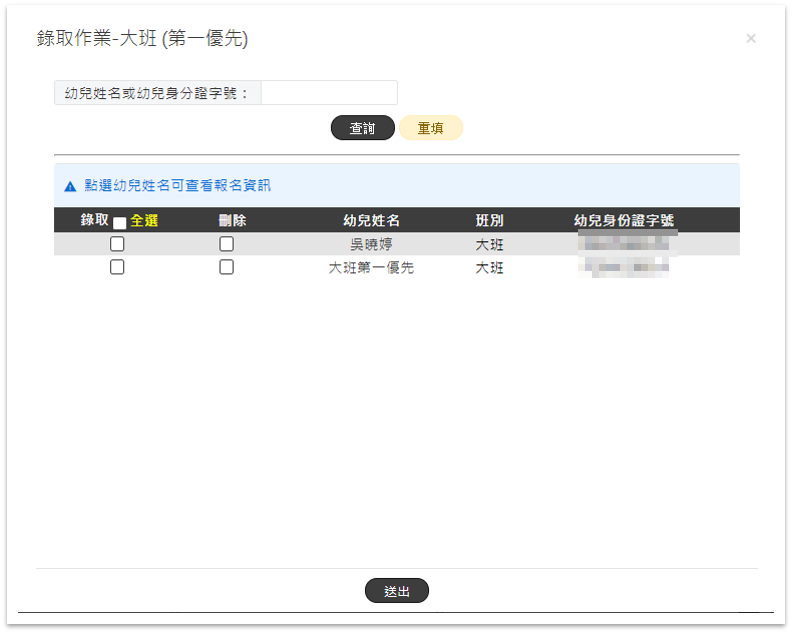 錄取作業-大班 (第一優先)
×
幼兒姓名或幼兒身分證字號：
查詢 重填
點選幼兒姓名可查看報名資訊
錄取 全選 刪除 幼兒姓名 班別 幼兒身份證字號
吳曉婷 大班
大班第一優先 大班
送出